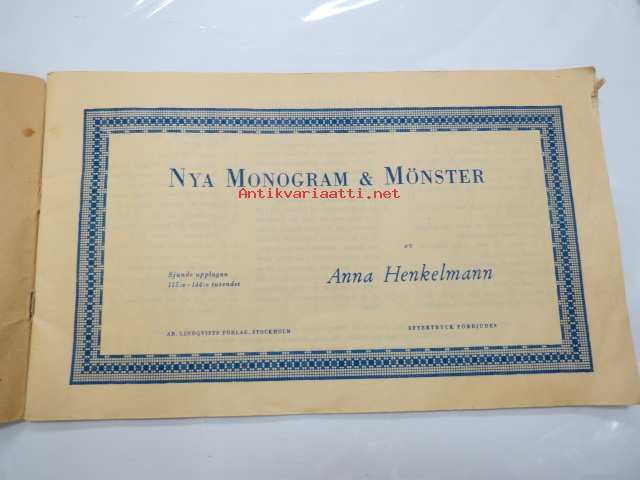 NYA MONOGRAM & MÖNSTER
Antikvariaatti.net
av
Anna Henkelmann
Sjunde upplagan
115:e-144:e tusendet
AB. LINDQVISTS FÖRLAG, STOCKHOLM
EFTERTRYCK FÖRBJUDES